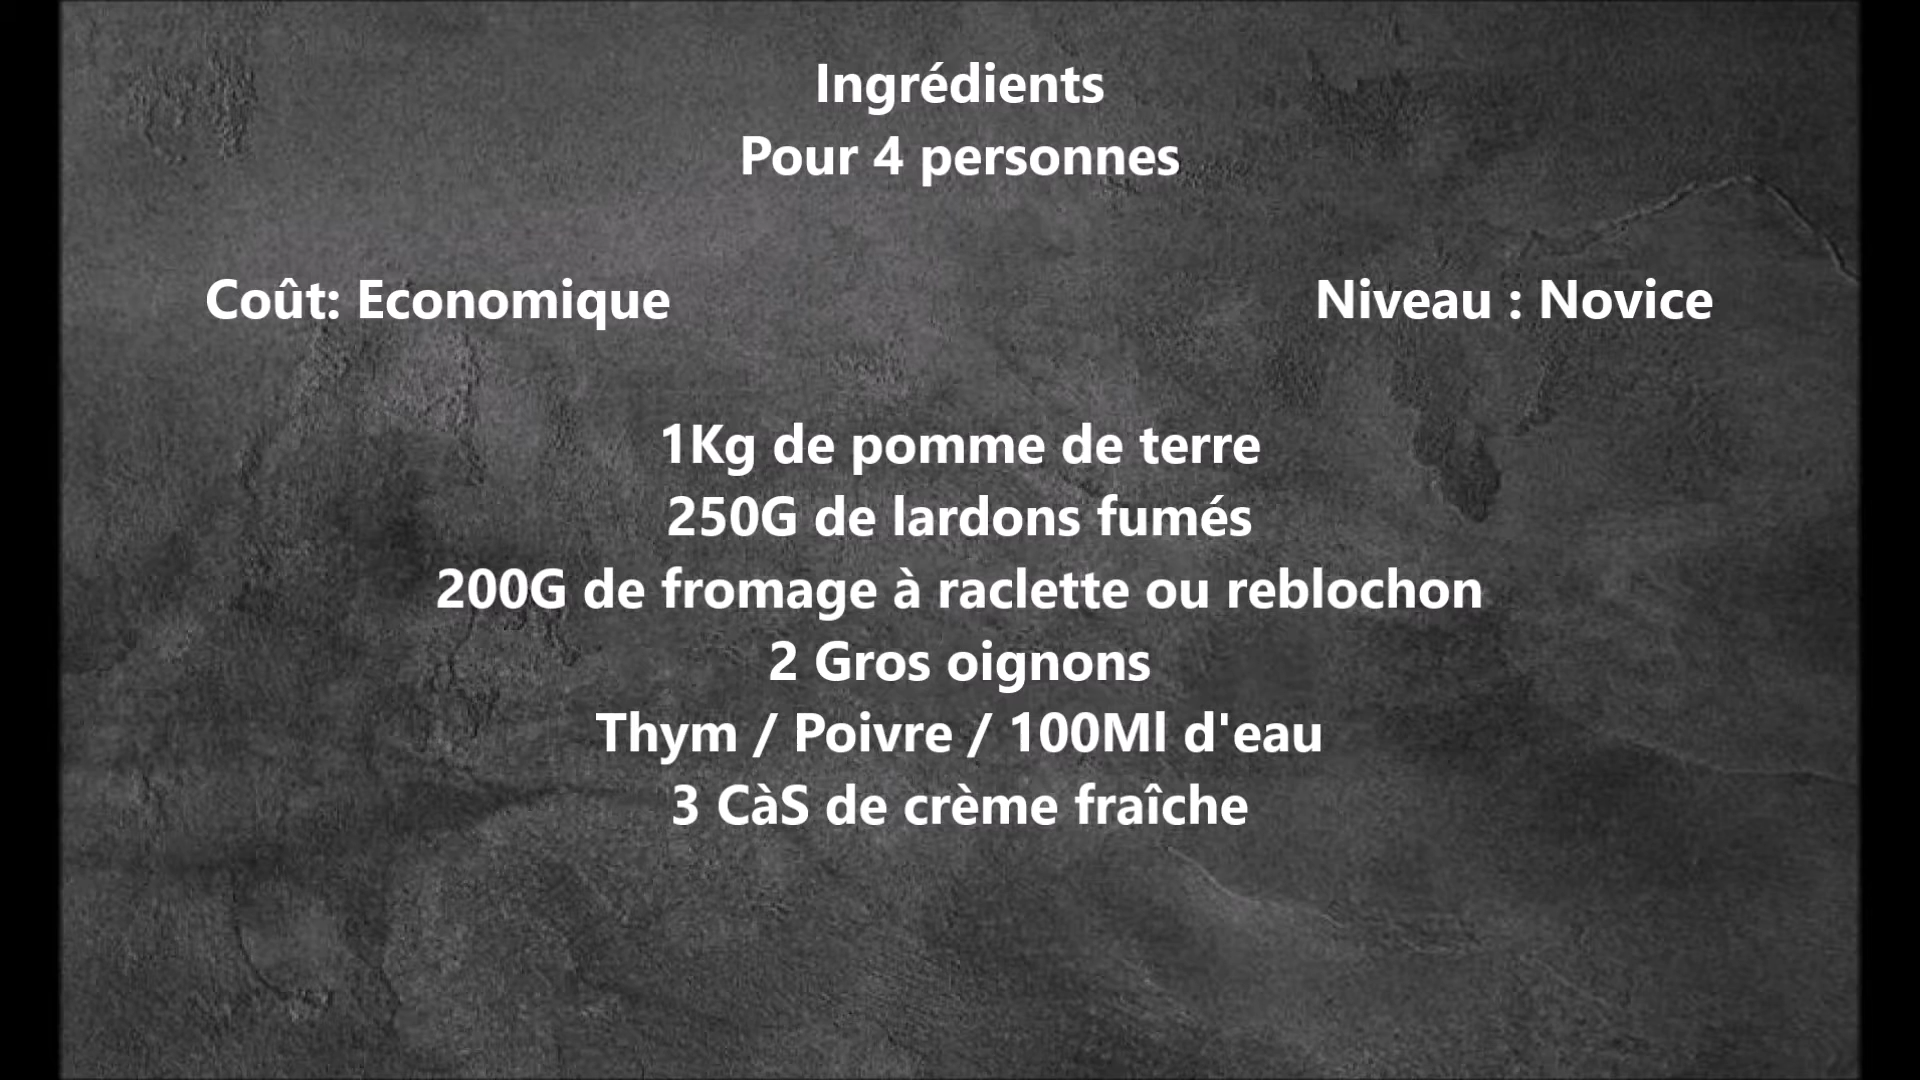 Ingrédients
Pour 4 personnes
Coût: Economique
Niveau : Novice
1Kg de pomme de terre
250G de lardons fumés
200G de fromage à raclette ou reblochon
2 Gros oignons
Thym / Poivre / 100Ml d'eau
3 CàS de crème fraîche